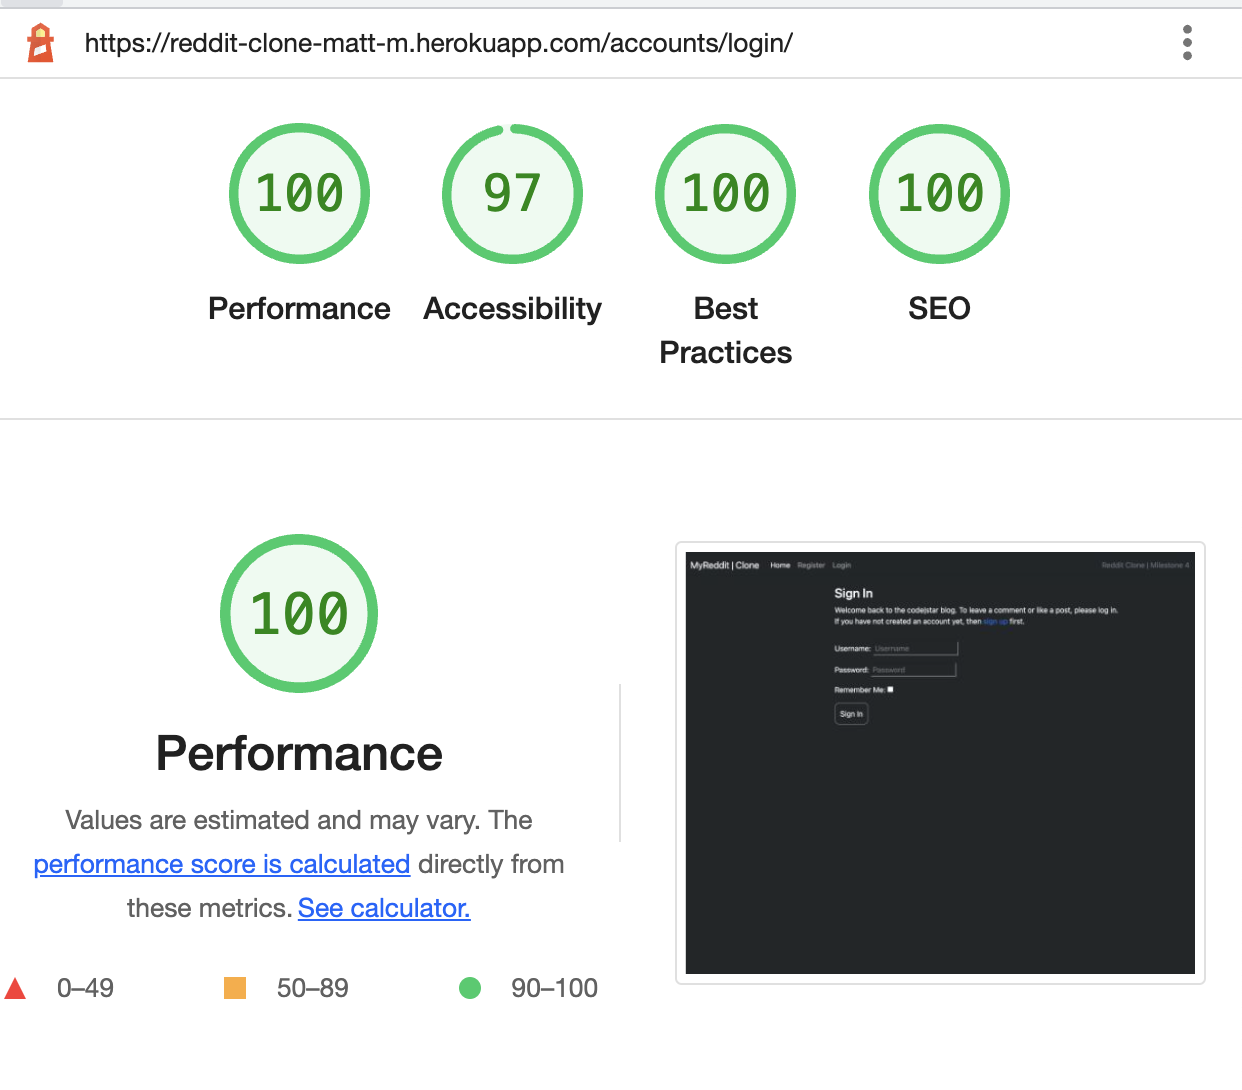 https://reddit-clone-matt-m.herokuapp.com/accounts/login/
100
97
100
100
Performance
Accessibility
Best
Practices
SEO
100
Performance
Values are estimated and may vary. The
performance score is calculated directly from
these metrics. See calculator.
0–49
50–89
90–100
MyReddit | Clone Home Register Login Reddit Clone | Milestone 4
Sign In
Welcome back to the code|star blog. To leave a comment or like a post, please log in.
If you have not created an account yet, then sign up first.
Username: Username
Password: Password
Remember Me:
Sign In